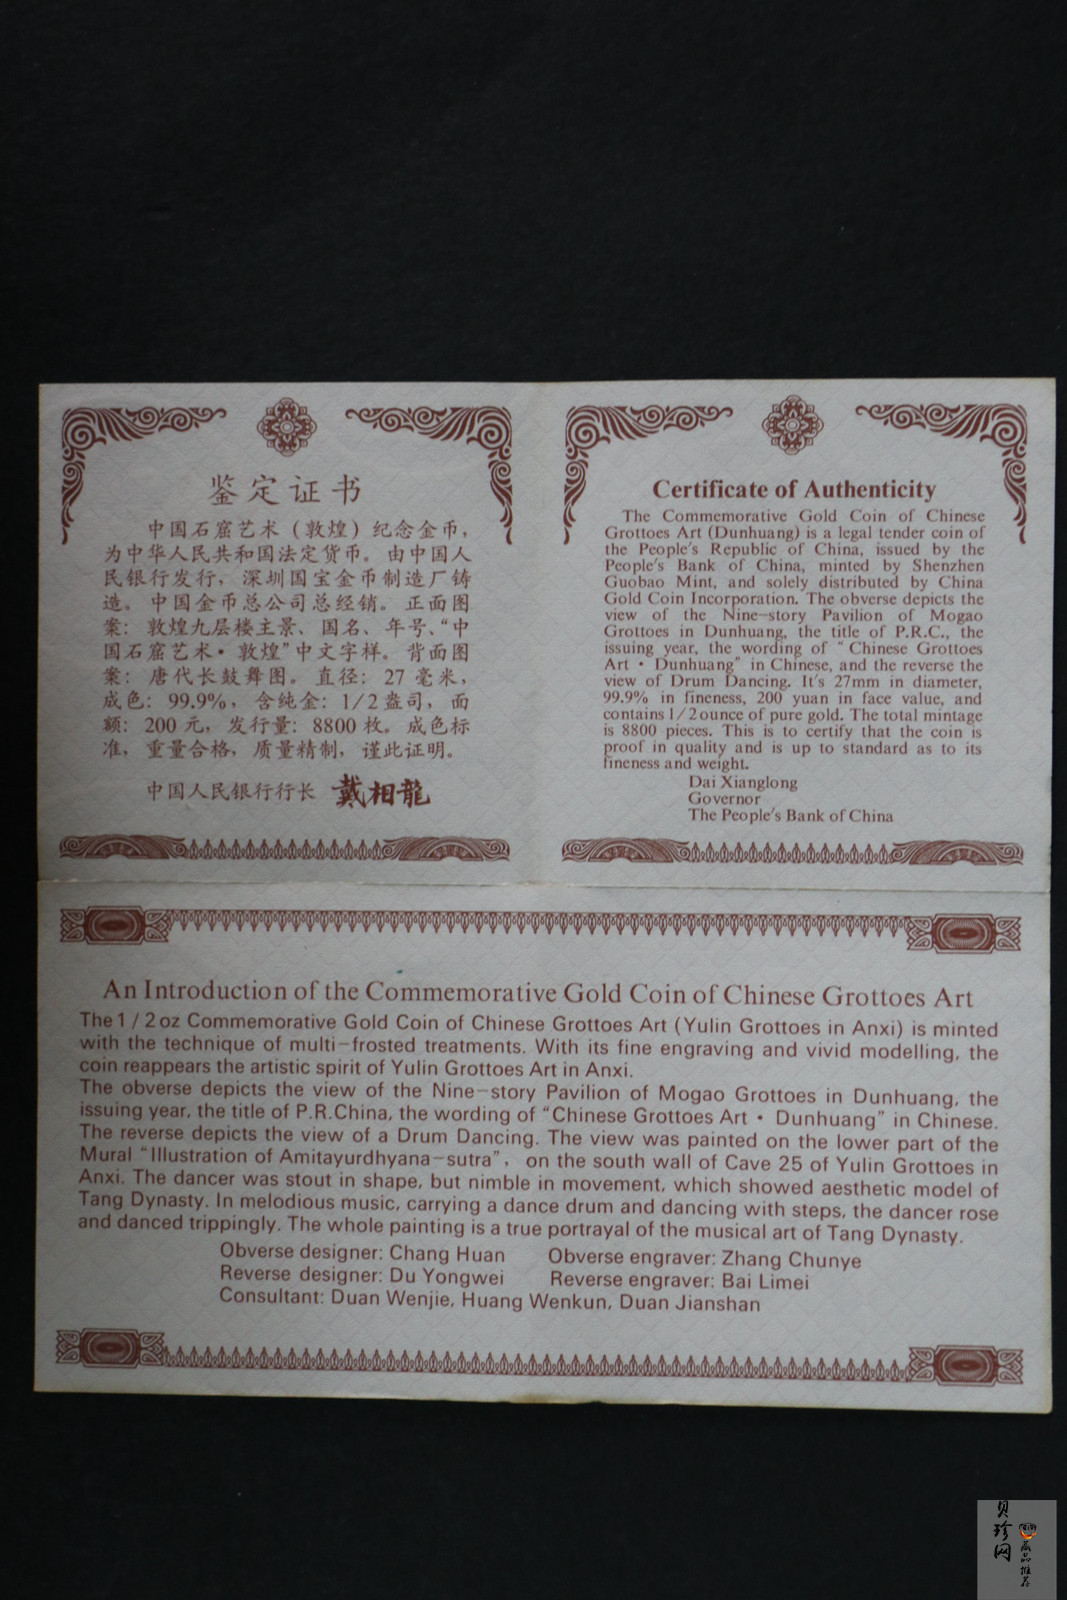 鉴定证书
中国石窟艺术（敦煌）纪念金币，
为中华人民共和国法定货币。由中国人
民银行发行，深圳国宝金币制造厂铸
造。中国金币总公司总经销。正面图
案：敦煌九层楼主景、国名、年号、“中
国石窟艺术·敦煌”中文字样。背面图
案：唐代长鼓舞图。直径：27毫米，
成色：99.9%，含纯金：1/2盎司，面
额：200元，发行量：8800枚。成色标
准，重量合格，质量精制，谨此证明。
中国人民银行行长 戴相龍
Certificate of Authenticity
The Commemorative Gold Coin of Chinese
Grottoes Art (Dunhuang) is a legal tender coin of
the People's Republic of China, issued by the
People's Bank of China, minted by Shenzhen
Guobao Mint, and solely distributed by China
Gold Coin Incorporation. The obverse depicts the
view of the Nine-story Pavilion of Mogao
Grottoes in Dunhuang, the title of P.R.C., the
issuing year, the wording of "Chinese Grottoes
Art · Dunhuang" in Chinese, and the reverse the
view of Drum Dancing. It's 27mm in diameter,
99.9% in fineness, 200 yuan in face value, and
contains 1/2 ounce of pure gold. The total mintage
is 8800 pieces. This is to certify that the coin is
proof in quality and is up to standard as to its
fineness and weight.
Dai Xianglong
Governor
The People's Bank of China
An Introduction of the Commemorative Gold Coin of Chinese Grottoes Art
The 1/2 oz Commemorative Gold Coin of Chinese Grottoes Art (Yulin Grottoes in Anxi) is minted
with the technique of multi-frosted treatments. With its fine engraving and vivid modelling, the
coin reappears the artistic spirit of Yulin Grottoes Art in Anxi.
The obverse depicts the view of the Nine-story Pavilion of Mogao Grottoes in Dunhuang, the
issuing year, the title of P.R.China, the wording of "Chinese Grottoes Art · Dunhuang" in Chinese.
The reverse depicts the view of a Drum Dancing. The view was painted on the lower part of the
Mural "Illustration of Amitayurdhyana-sutra", on the south wall of Cave 25 of Yulin Grottoes in
Anxi. The dancer was stout in shape, but nimble in movement, which showed aesthetic model of
Tang Dynasty. In melodious music, carrying a dance drum and dancing with steps, the dancer rose
and danced trippingly. The whole painting is a true portrayal of the musical art of Tang Dynasty.
Obverse designer: Chang Huan Obverse engraver: Zhang Chunye
Reverse designer: Du Yongwei Reverse engraver: Bai Limei
Consultant: Duan Wenjie, Huang Wenkun, Duan Jianshan
贝珍网
藏品推荐